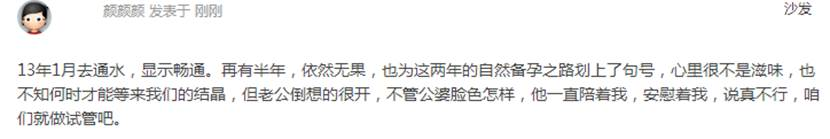 颜颜颜 发表于 刚刚
沙发
13年1月去通水，显示畅通。再有半年，依然无果，也为这两年的自然备孕之路划上了句号，心里很不是滋味，也
不知何时才能等来我们的结晶，但老公倒想的很开，不管公婆脸色怎样，他一直陪着我，安慰着我，说真不行，咱
们就做试管吧。